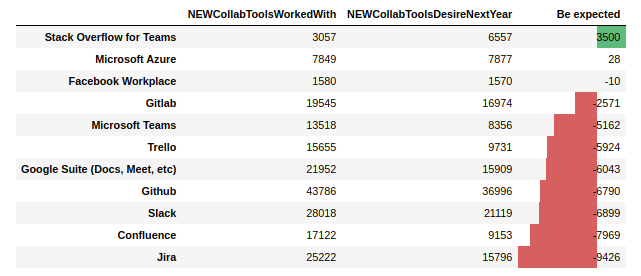 NEWCollabToolsWorkedWith NEWCollabToolsDesireNextYear Be expected
Stack Overflow for Teams 3057 6557 3500
Microsoft Azure 7849 7877 28
Facebook Workplace 1580 1570 -10
Gitlab 19545 16974 -2571
Microsoft Teams 13518 8356 -5162
Trello 15655 9731 -5924
Google Suite (Docs, Meet, etc) 21952 15909 -6043
Github 43786 36996 -6790
Slack 28018 21119 -6899
Confluence 17122 9153 -7969
Jira 25222 15796 -9426